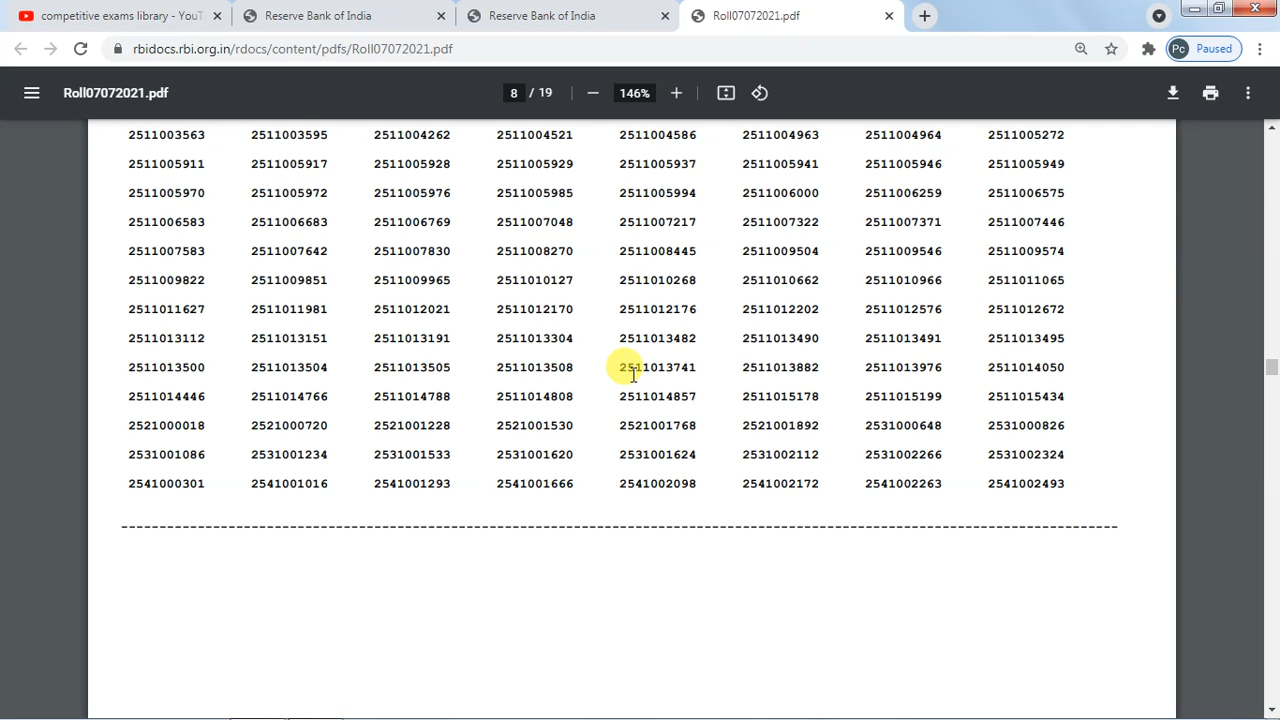 competitive exams library - YouT
Reserve Bank of India
Reserve Bank of India
Roll07072021.pdf
rbidocs.rbi.org.in/rdocs/content/pdfs/Roll07072021.pdf
Pc Paused
Roll07072021.pdf
8 / 19
146%
2511003563 2511003595 2511004262 2511004521 2511004586 2511004963 2511004964 2511005272
2511005911 2511005917 2511005928 2511005929 2511005937 2511005941 2511005946 2511005949
2511005970 2511005972 2511005976 2511005985 2511005994 2511006000 2511006259 2511006575
2511006583 2511006683 2511006769 2511007048 2511007217 2511007322 2511007371 2511007446
2511007583 2511007642 2511007830 2511008270 2511008445 2511009504 2511009546 2511009574
2511009822 2511009851 2511009965 2511010127 2511010268 2511010662 2511010966 2511011065
2511011627 2511011981 2511012021 2511012170 2511012176 2511012202 2511012576 2511012672
2511013112 2511013151 2511013191 2511013304 2511013482 2511013490 2511013491 2511013495
2511013500 2511013504 2511013505 2511013508 2511013741 2511013882 2511013976 2511014050
2511014446 2511014766 2511014788 2511014808 2511014857 2511015178 2511015199 2511015434
2521000018 2521000720 2521001228 2521001530 2521001768 2521001892 2531000648 2531000826
2531001086 2531001234 2531001533 2531001620 2531001624 2531002112 2531002266 2531002324
2541000301 2541001016 2541001293 2541001666 2541002098 2541002172 2541002263 2541002493